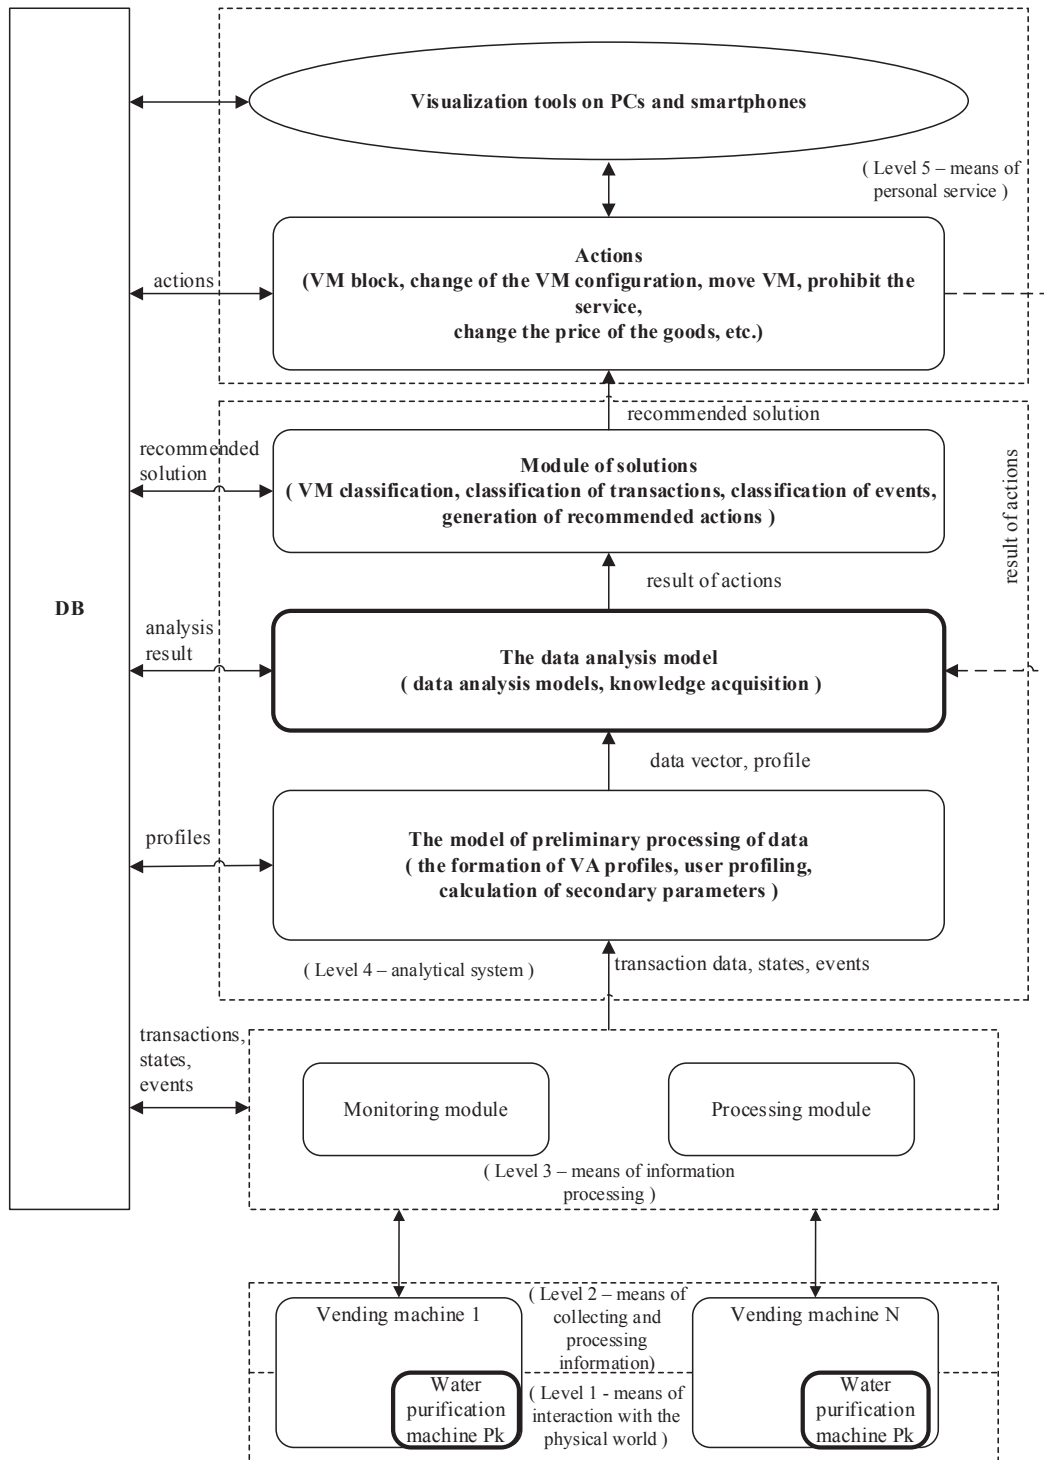 Visualization tools on PCs and smartphones
( Level 5 – means of
personal service )
Actions
(VM block, change of the VM configuration, move VM, prohibit the
service,
change the price of the goods, etc.)
actions
recommended solution
recommended
solution
Module of solutions
( VM classification, classification of transactions, classification of events,
generation of recommended actions )
result of actions
result of actions
DB
analysis
result
The data analysis model
( data analysis models, knowledge acquisition )
data vector, profile
profiles
The model of preliminary processing of data
( the formation of VA profiles, user profiling,
calculation of secondary parameters )
( Level 4 – analytical system )
transaction data, states, events
transactions,
states,
events
Monitoring module
Processing module
( Level 3 – means of information
processing )
Vending machine 1
( Level 2 – means of
collecting and
processing
information)
Vending machine N
Water
purification
machine Pk
( Level 1 - means of
interaction with the
physical world )
Water
purification
machine Pk